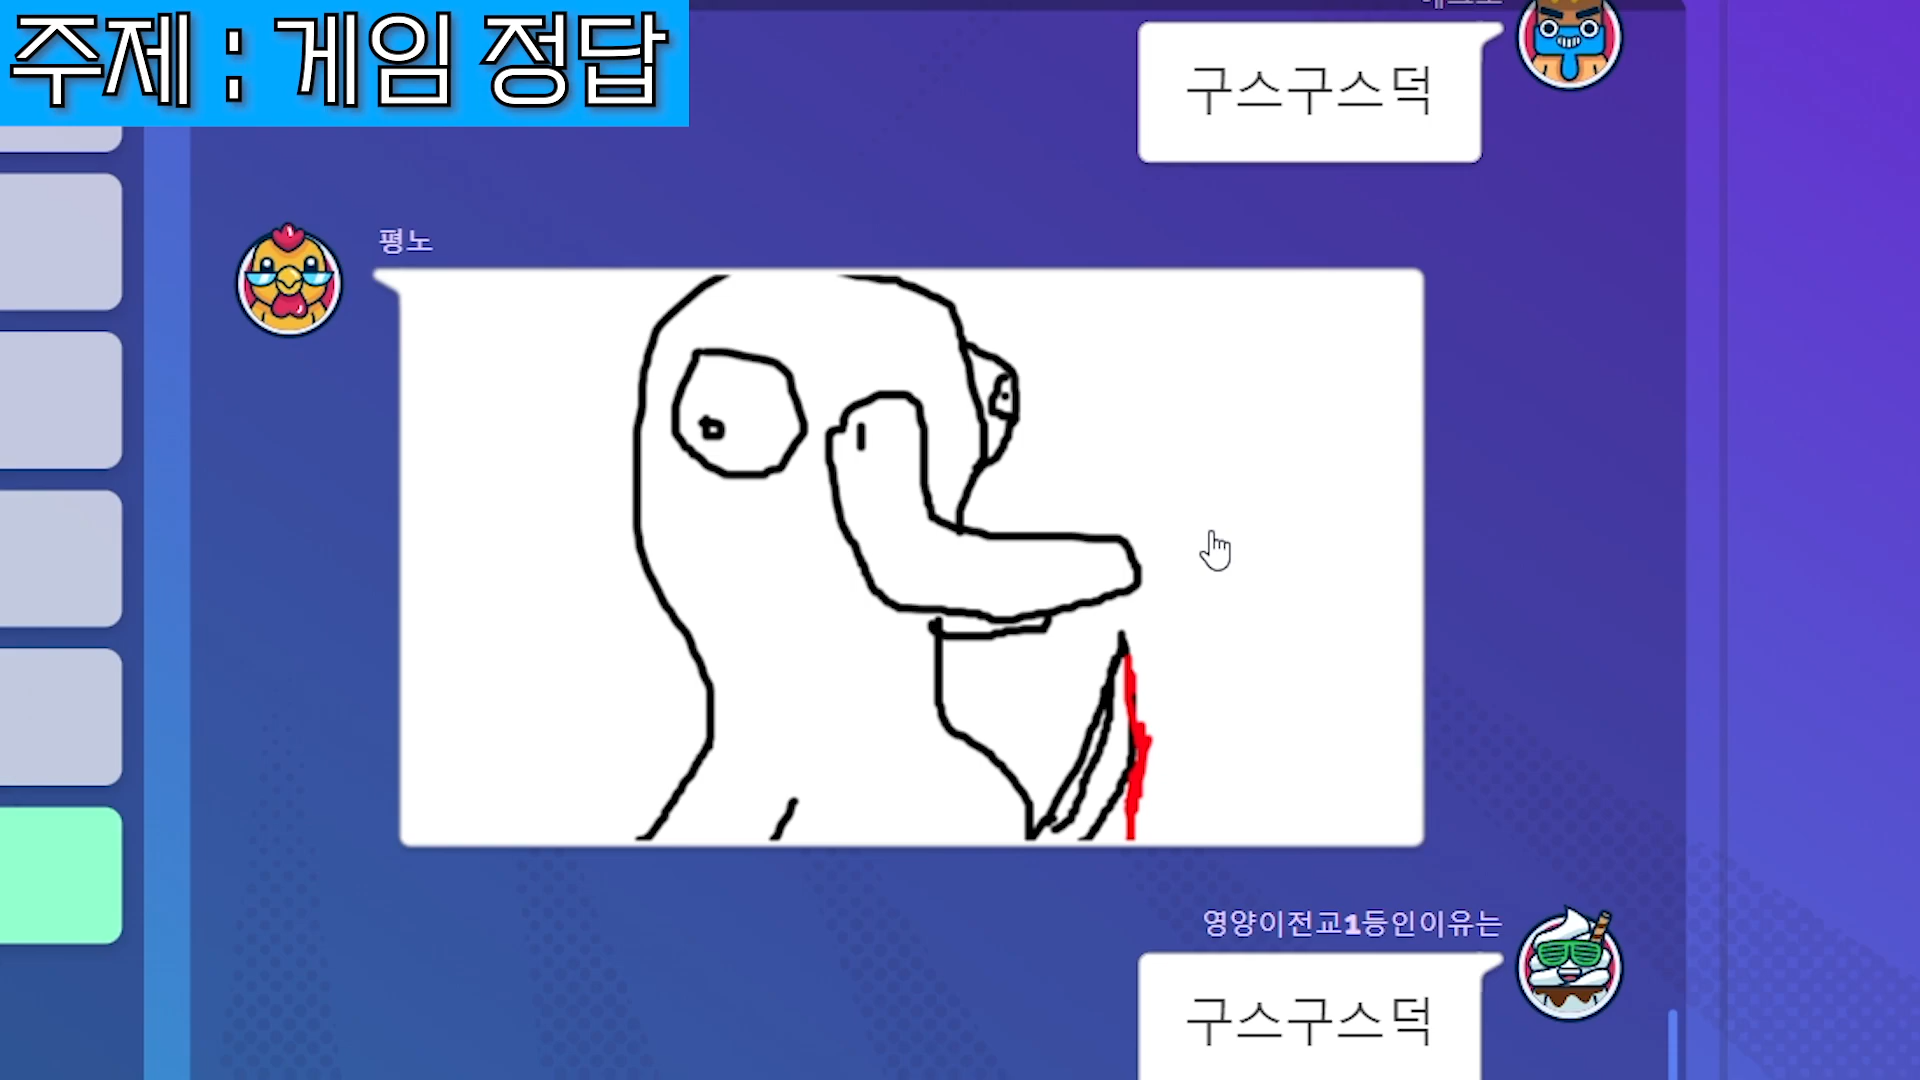 주제 : 게임 정답
구스구스덕
평노
영양이전교1등인이유는
구스구스덕